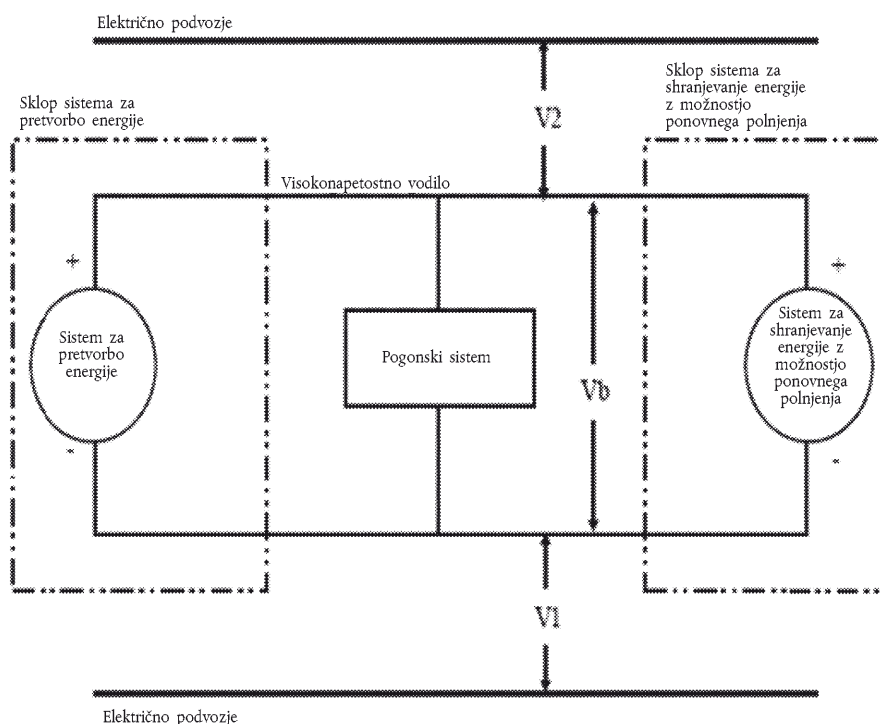 Električno podvozje
Sklop sistema za
shranjevanje energije
z možnostjo
ponovnega polnjenja
Sklop sistema za
pretvorbo energije
V2
Visokonapetostno vodilo
+
+
Sistem za
pretvorbo
energije
Pogonski sistem
Sistem za
shranjevanje
energije z
možnostjo
ponovnega
polnjenja
Vb
-
-
V1
Električno podvozje